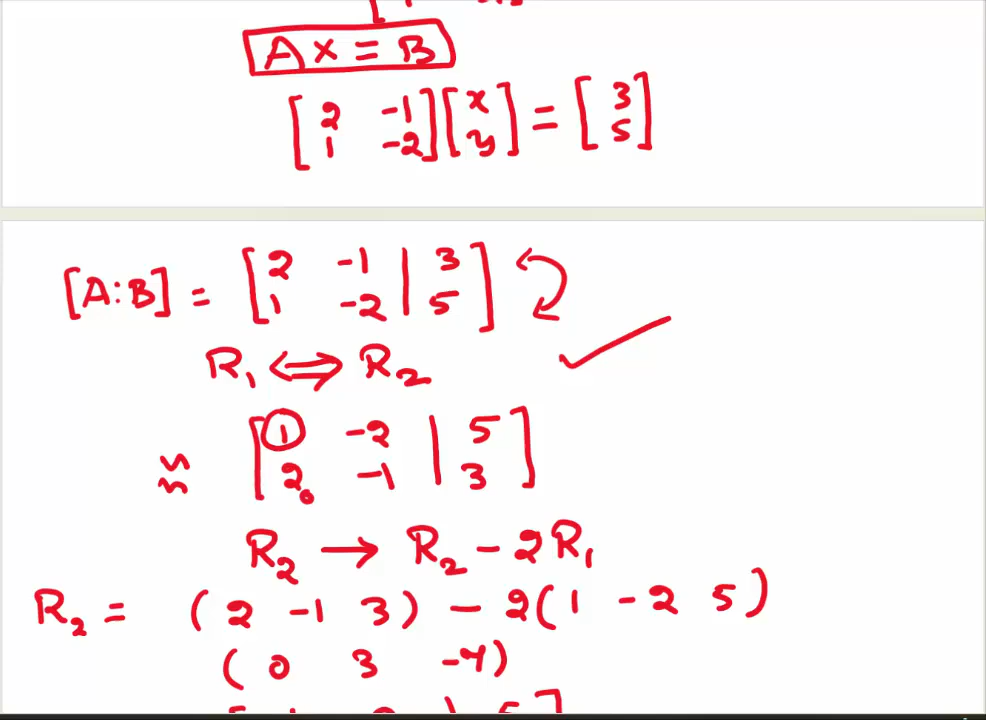 AX = B
[2 -1 [x = [3
1 -2] y] 5]
[A:B] = [2 -1 | 3
1 -2 | 5]
R₁ ⟺ R₂
≈ [1 -2 | 5
2 -1 | 3]
0
R₂ → R₂ - 2R₁
R₂ = (2 -1 3) - 2(1 -2 5)
(0 3 -7)